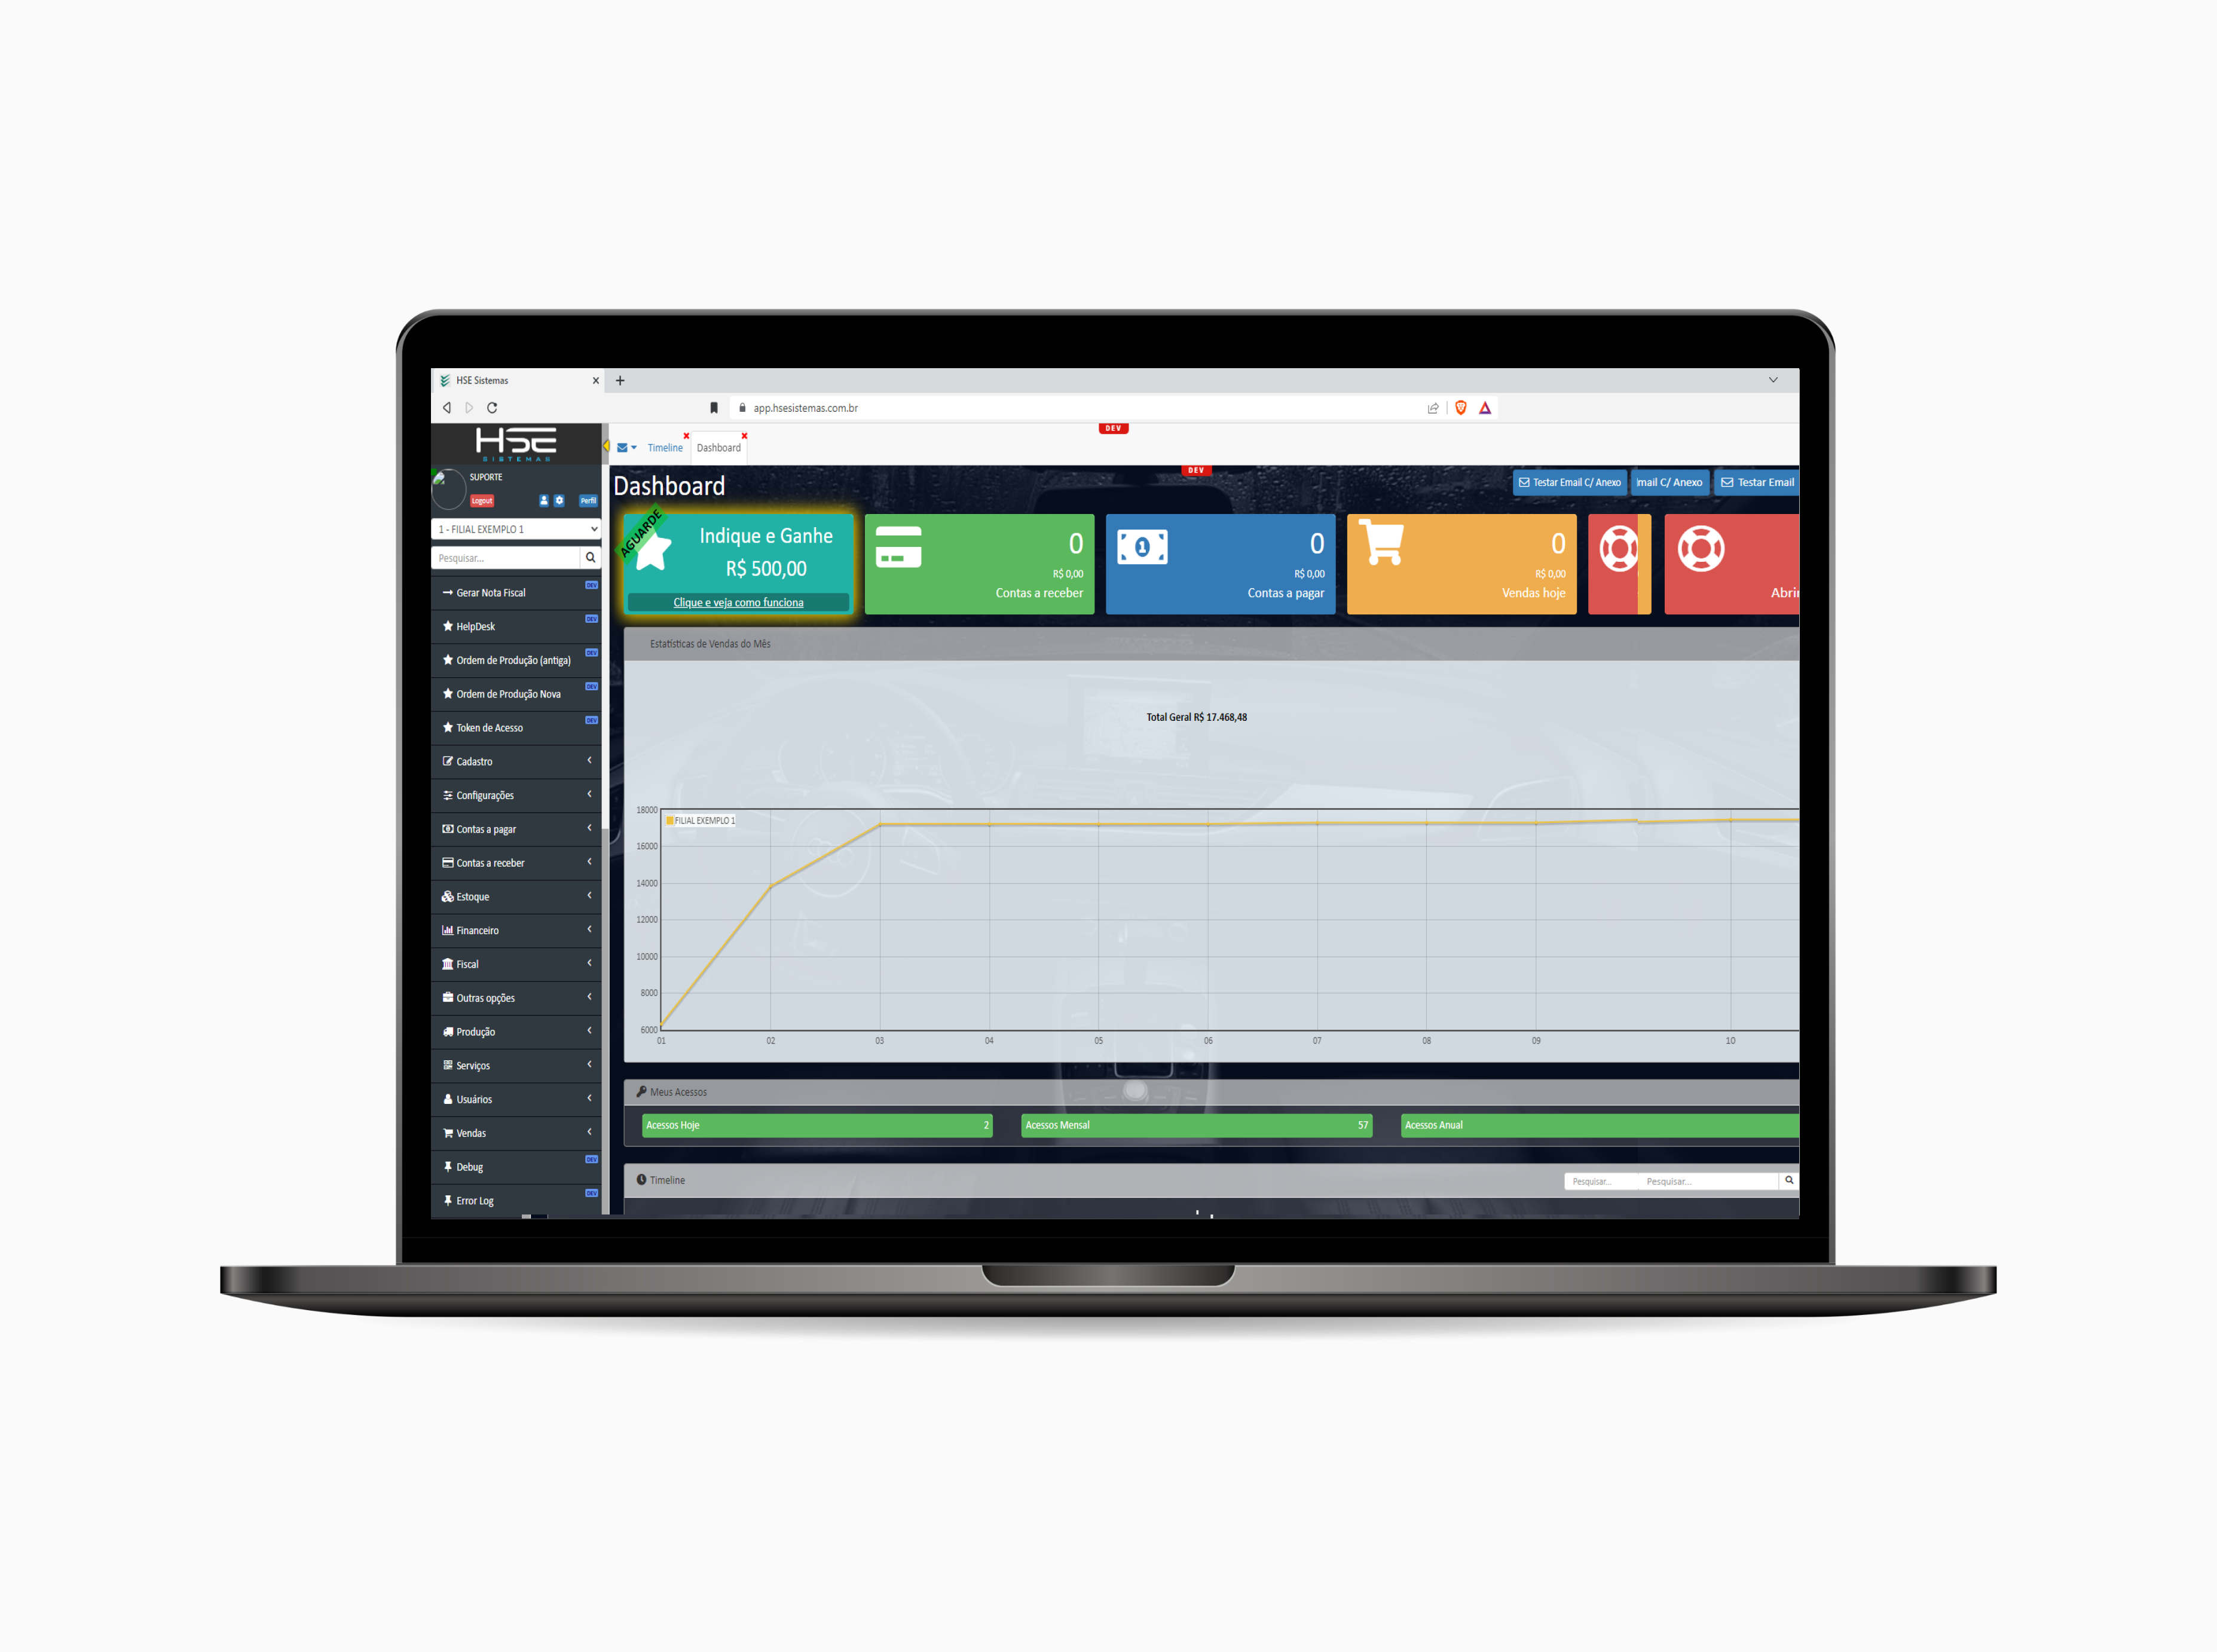 HSE Sistemas
app.hsesistemas.com.br
HSE
SISTEMAS
SUPORTE
Logout
Perfil
1 - FILIAL EXEMPLO 1
Pesquisar...
Gerar Nota Fiscal DEV
HelpDesk DEV
Ordem de Produção (antiga) DEV
Ordem de Produção Nova DEV
Token de Acesso DEV
Cadastro
Configurações
Contas a pagar
Contas a receber
Estoque
Financeiro
Fiscal
Outras opções
Produção
Serviços
Usuários
Vendas
Debug DEV
Error Log DEV
DEV
Timeline
Dashboard
DEV
Dashboard
Testar Email C/ Anexo
mail C/ Anexo
Testar Email
AGUARDE
Indique e Ganhe
R$ 500,00
Clique e veja como funciona
0
R$ 0,00
Contas a receber
1
0
R$ 0,00
Contas a pagar
0
R$ 0,00
Vendas hoje
Abrir
Estatísticas de Vendas do Mês
Total Geral R$ 17.468,48
FILIAL EXEMPLO 1
18000
16000
14000
12000
10000
8000
6000
01 02 03 04 05 06 07 08 09 10
Meus Acessos
Acessos Hoje 2
Acessos Mensal 57
Acessos Anual
Timeline
Pesquisar...
Pesquisar...